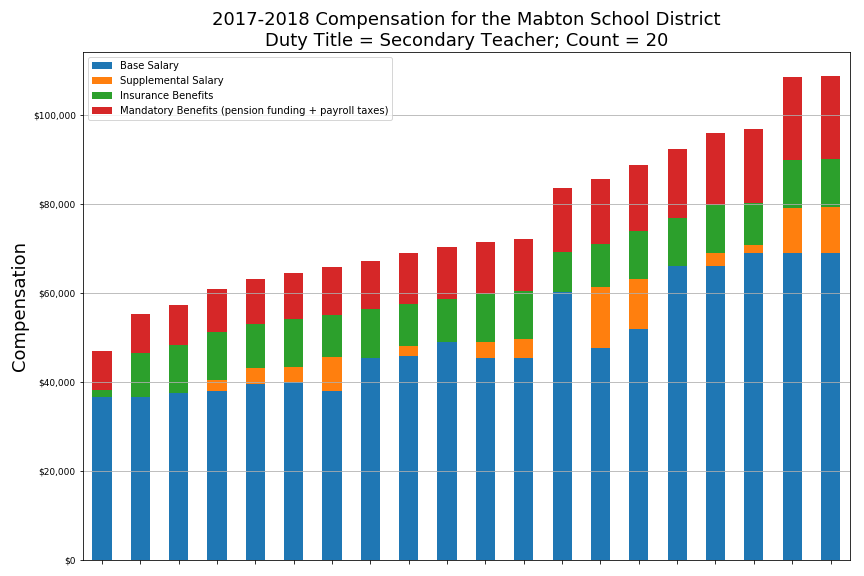 2017-2018 Compensation for the Mabton School District
Duty Title = Secondary Teacher; Count = 20
Base Salary
Supplemental Salary
Insurance Benefits
Mandatory Benefits (pension funding + payroll taxes)
$100,000
$80,000
$60,000
$40,000
$20,000
$0
Compensation